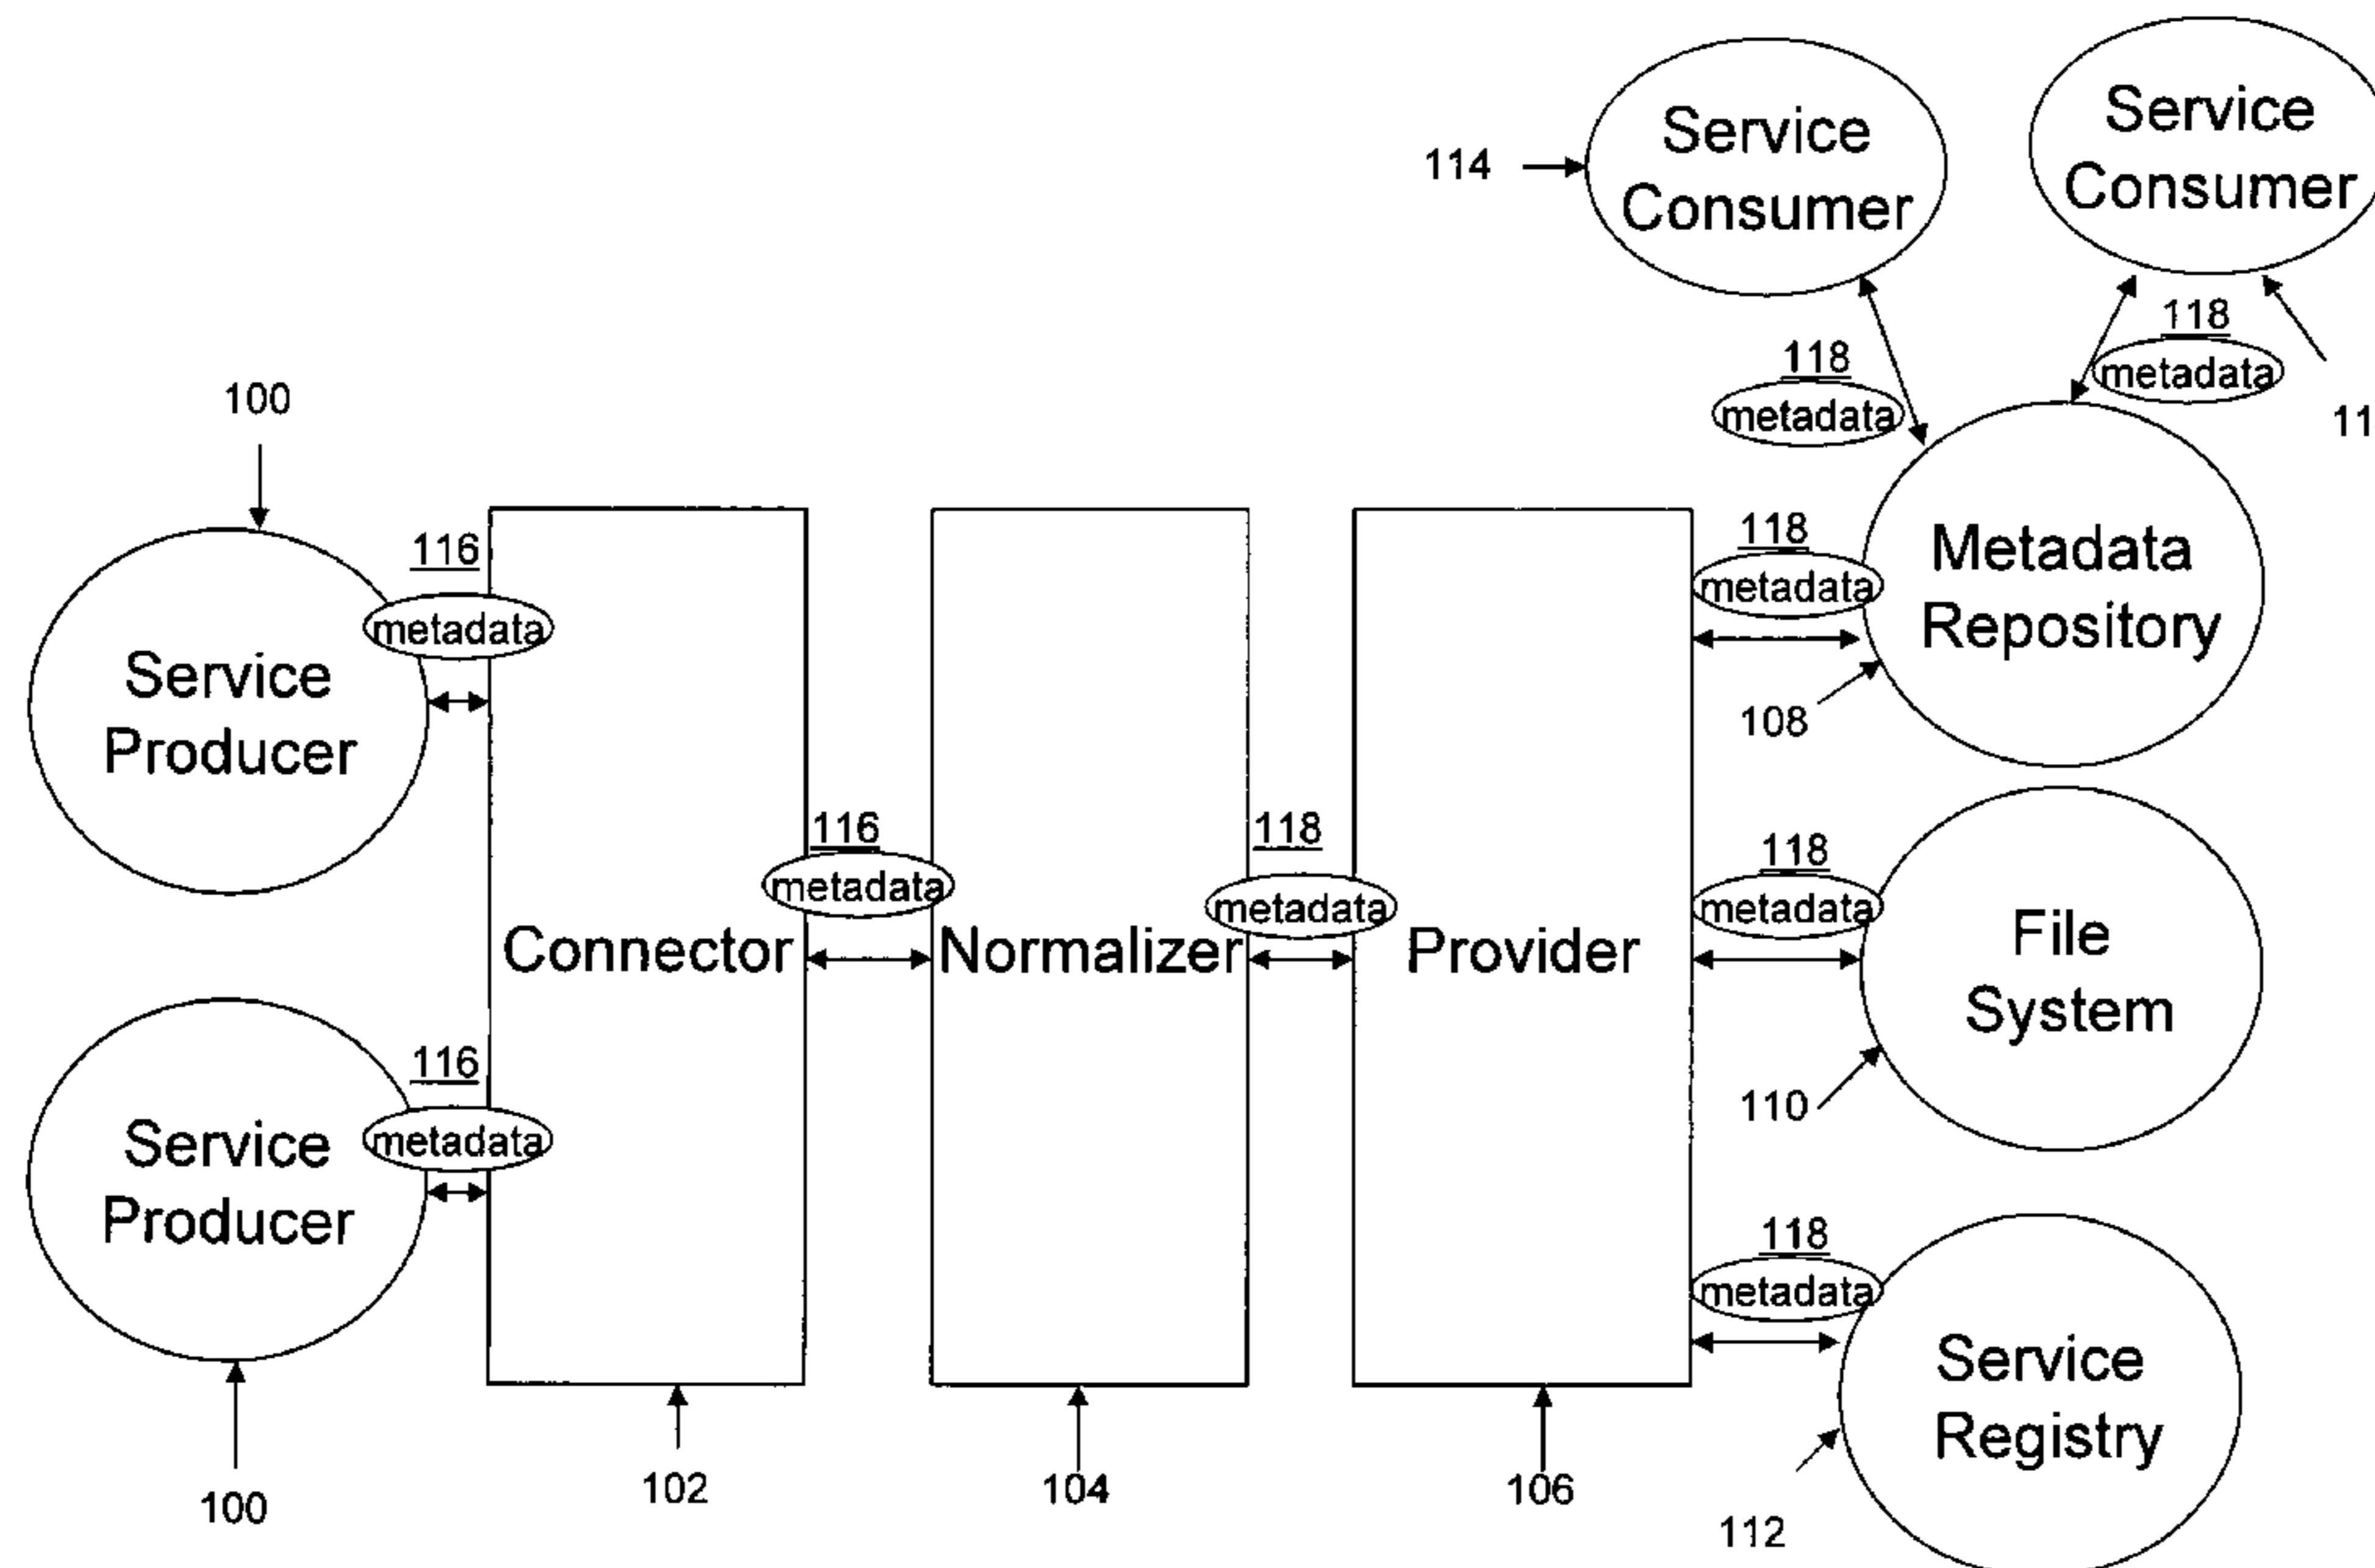 Service
Consumer
Service
Consumer
114
118
metadata
118
metadata
11
100
116
metadata
Service
Producer
118
metadata
Metadata
Repository
108
116
metadata
118
metadata
118
metadata
Connector
Normalizer
Provider
File
System
110
116
metadata
Service
Producer
118
metadata
Service
Registry
100
102
104
106
112